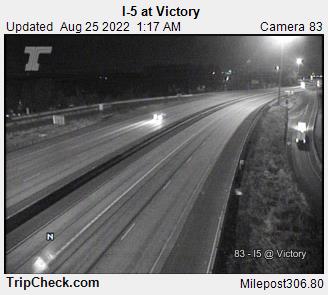 I-5 at Victory
Updated Aug 25 2022 1:17 AM Camera 83
T
N
83 - I5 @ Victory
TripCheck.com Milepost306.80